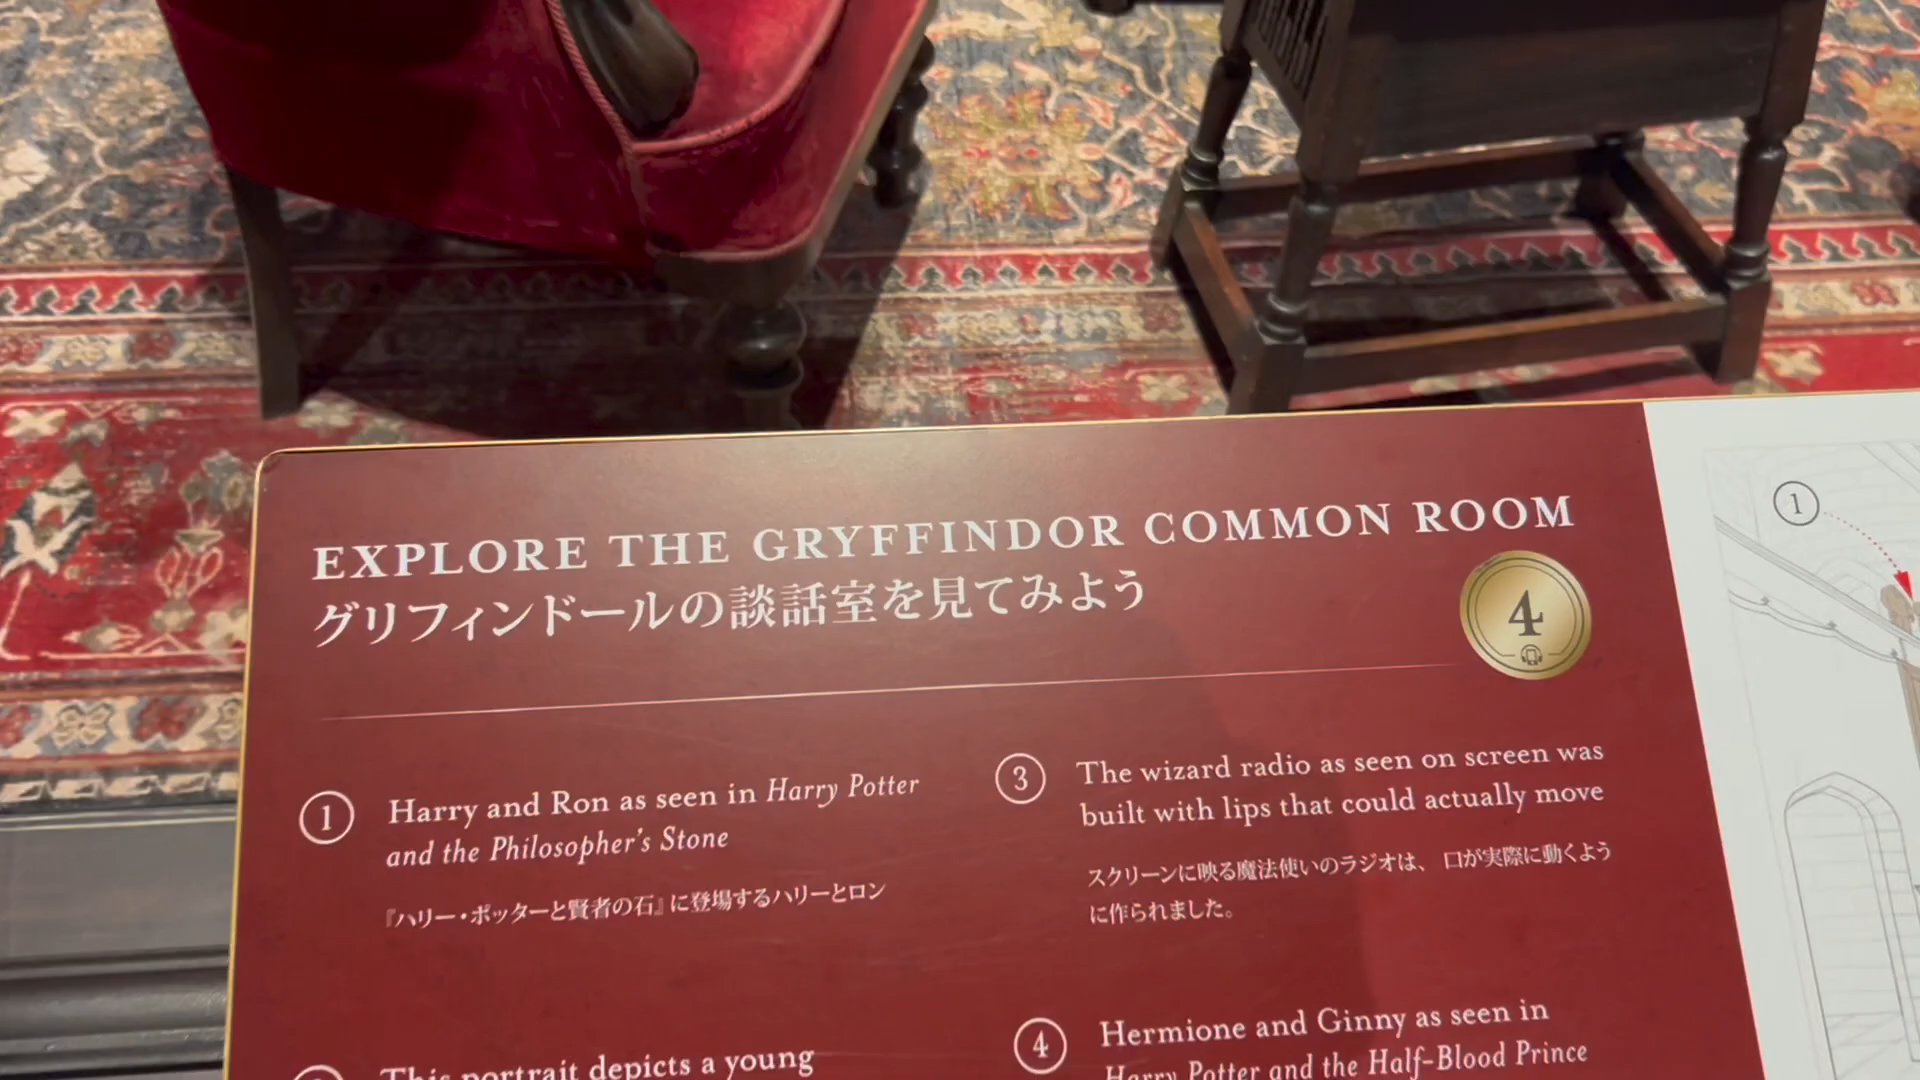 EXPLORE THE GRYFFINDOR COMMON ROOM
グリフィンドールの談話室を見てみよう
4
1
Harry and Ron as seen in Harry Potter
and the Philosopher's Stone
『ハリー・ポッターと賢者の石』に登場するハリーとロン
This portrait depicts a young
3
The wizard radio as seen on screen was
built with lips that could actually move
スクリーンに映る魔法使いのラジオは、口が実際に動くよう
に作られました。
4
Hermione and Ginny as seen in
Harry Potter and the Half-Blood Prince
1